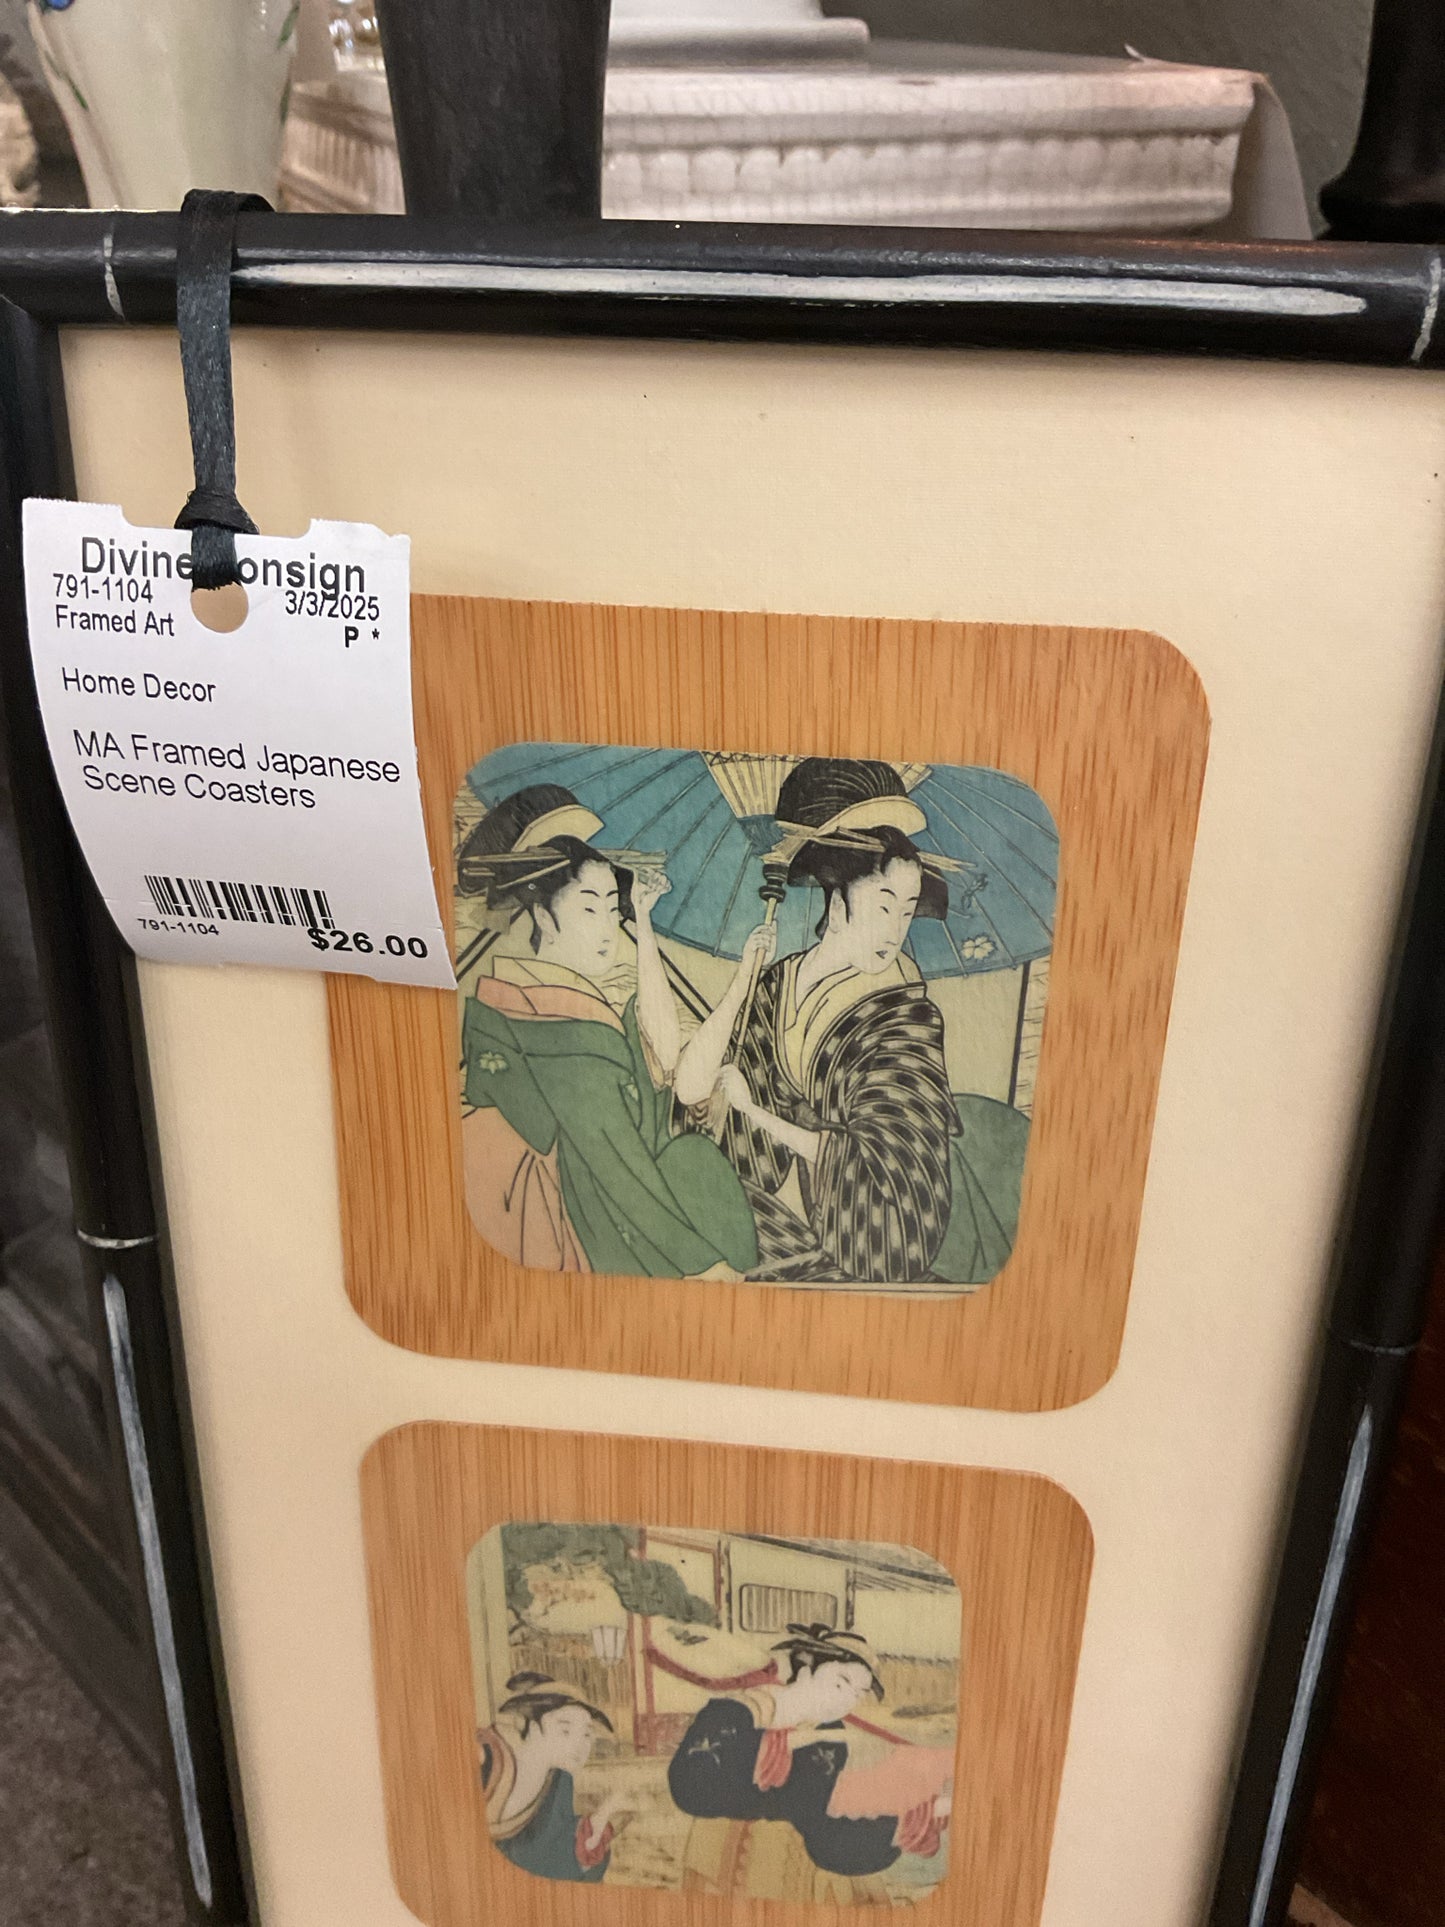 Divine Consign
791-1104 3/3/2025
Framed Art P *
Home Decor
MA Framed Japanese
Scene Coasters
791-1104 $26.00